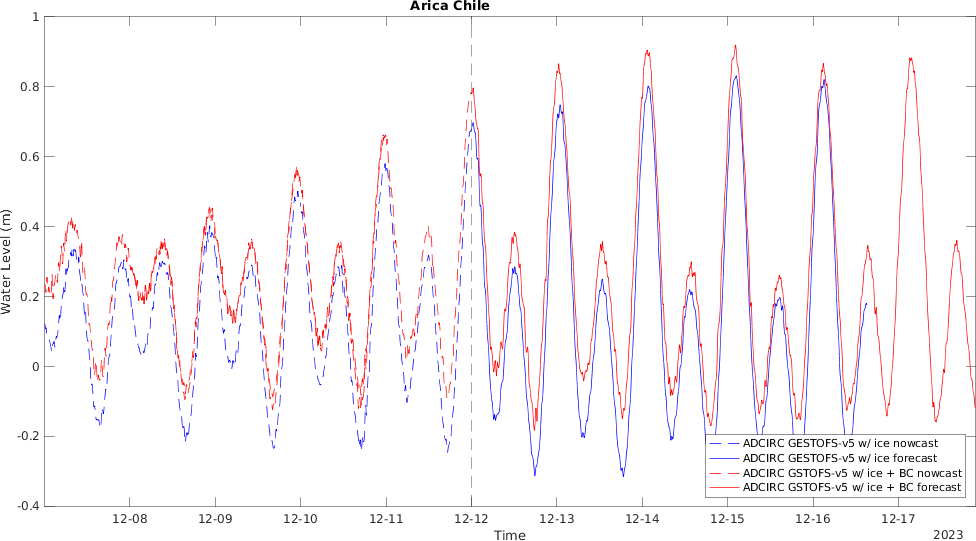 Arica Chile
1
0.8
0.6
0.4
0.2
0
-0.2
-0.4
Water Level (m)
ADCIRC GESTOFS-v5 w/ ice nowcast
ADCIRC GESTOFS-v5 w/ ice forecast
ADCIRC GSTOFS-v5 w/ ice + BC nowcast
ADCIRC GSTOFS-v5 w/ ice + BC forecast
12-08 12-09 12-10 12-11 12-12 12-13 12-14 12-15 12-16 12-17
Time
2023